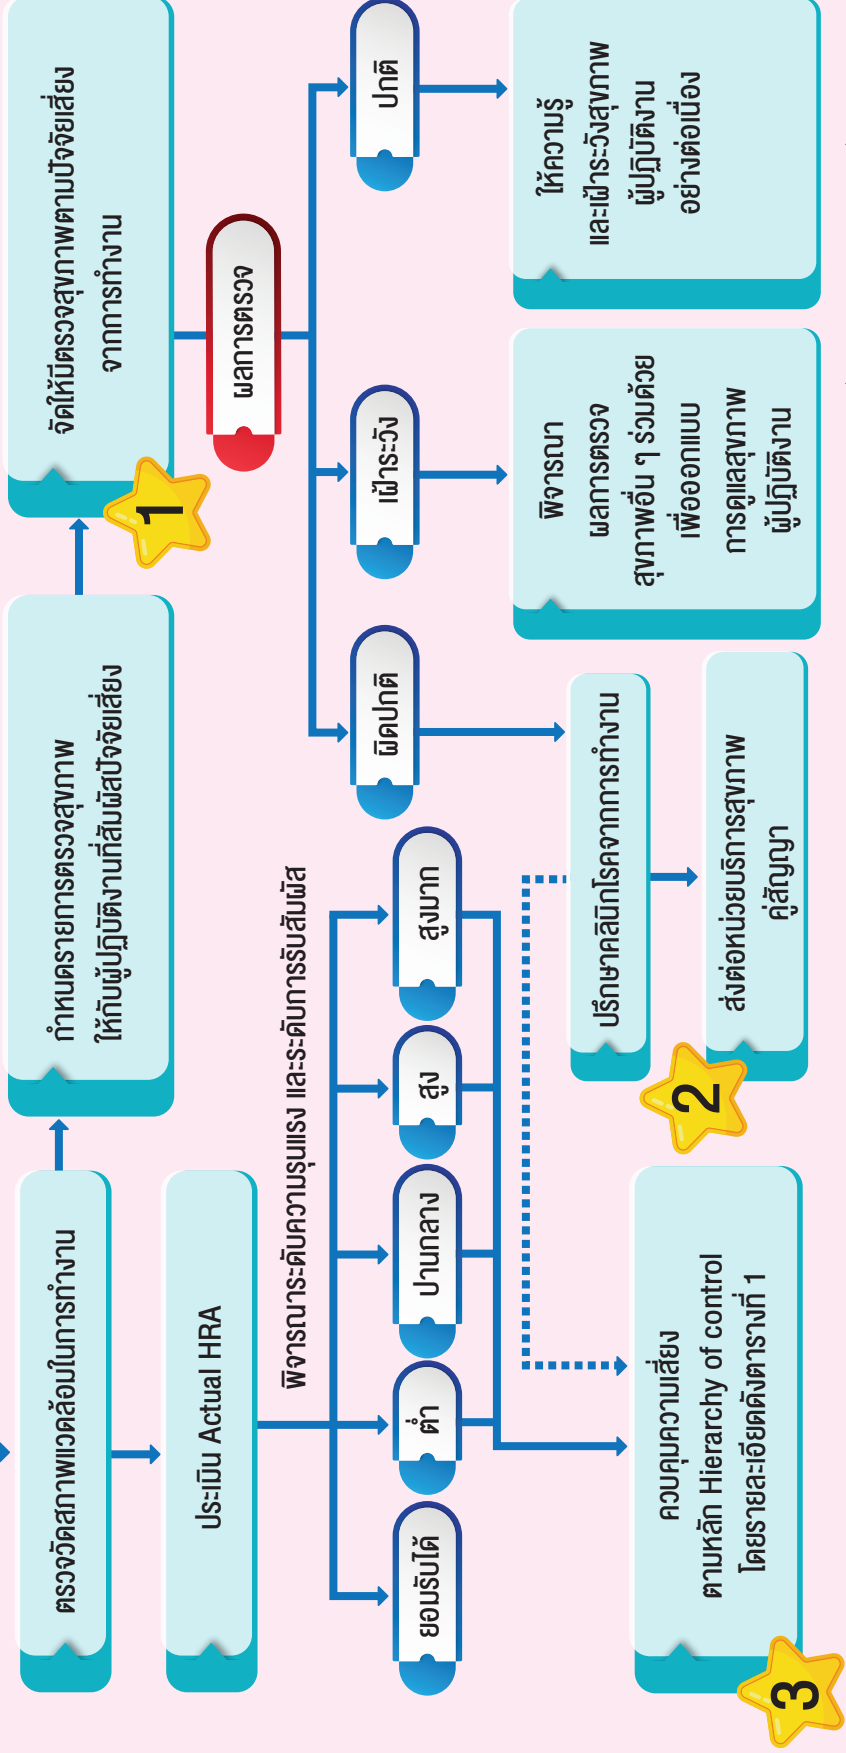 ตรวจวัดสภาพแวดล้อมในการทำงาน
กำหนดรายการตรวจสุขภาพ
ให้กับผู้ปฏิบัติงานที่สัมผัสปัจจัยเสี่ยง
จัดให้มีตรวจสุขภาพตามปัจจัยเสี่ยง
จากการทำงาน
1
ประเมิน Actual HRA
พิจารณาระดับความรุนแรง และระดับการรับสัมผัส
ยอมรับได้
ต่ำ
ปานกลาง
สูง
สูงมาก
ผลการตรวจ
ผิดปกติ
เฝ้าระวัง
ปกติ
ควบคุมความเสี่ยง
ตามหลัก Hierarchy of control
โดยรายละเอียดดังตารางที่ 1
3
ปรึกษาคลินิกโรคจากการทำงาน
ส่งต่อหน่วยบริการสุขภาพ
คู่สัญญา
2
พิจารณา
ผลการตรวจ
สุขภาพอื่น ๆ ร่วมด้วย
เพื่อออกแบบ
การดูแลสุขภาพ
ผู้ปฏิบัติงาน
ให้ความรู้
และเฝ้าระวังสุขภาพ
ผู้ปฏิบัติงาน
อย่างต่อเนื่อง